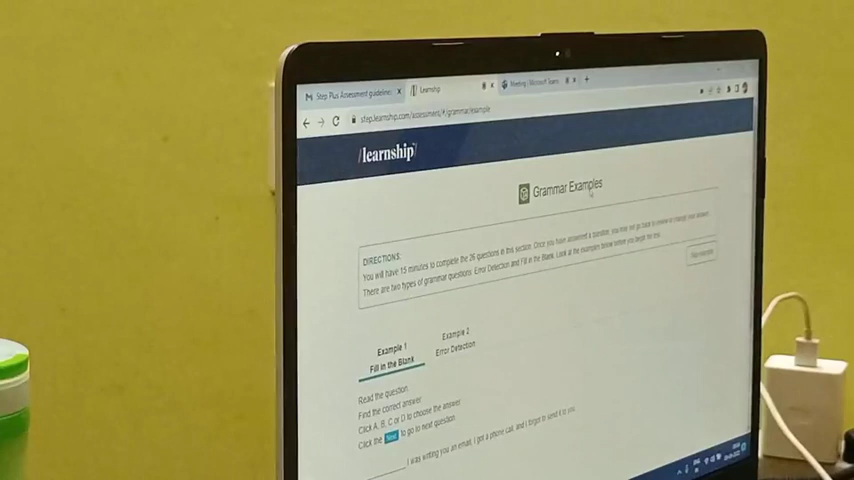 Step Plus Assessment guideline
Learnship
Meeting | Microsoft Teams
step.learnship.com/assessment/#/grammar/example
/learnship/
Grammar Examples
DIRECTIONS:
You will have 15 minutes to complete the 26 questions in this section. Once you have answered a question, you may not go back to review or change your answer.
There are two types of grammar questions: Error Detection and Fill in the Blank. Look at the examples below before you begin the test.
Example 1
Fill in the Blank
Example 2
Error Detection
Read the question.
Find the correct answer.
Click A, B, C or D to choose the answer.
Click the Next to go to next question.
I was writing you an email, I got a phone call, and I forgot to send it to you.